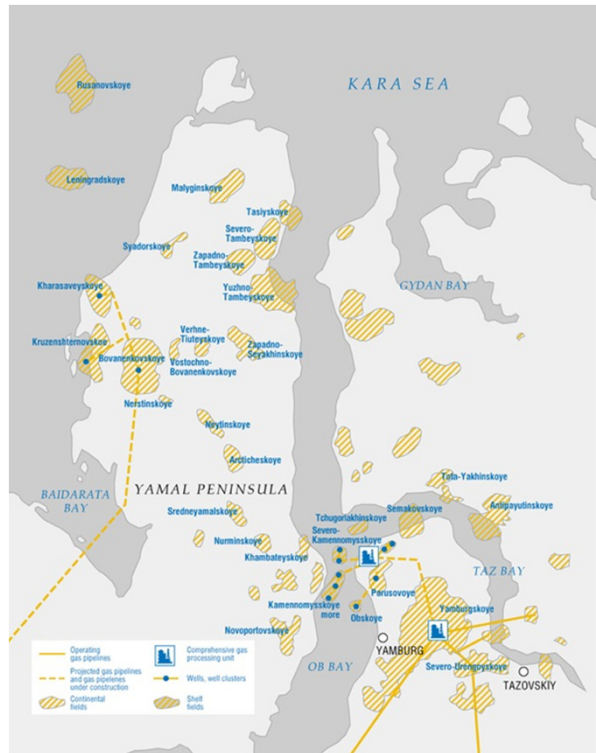 KARA SEA
Rusanovskoye
Leningradskoye
Malyginskoye
Tasiyskoye
Severo-
Tambeyskoye
Syadorskoye
Zapadno-
Tambeyskoye
Kharasaveyskoye
Yuzhno-
Tambeyskoye
GYDAN BAY
Kruzenshternovskoe
Verhne-
Tiuteyskoye
Zapadno-
Seyakhinskoye
Bovanenkovskoye
Vostochno-
Bovanenkovskoye
Nerstinskoye
Neytinskoye
Arcticheskoye
YAMAL PENINSULA
BAIDARATA
BAY
Tota-Yakhinskoye
Antipayutinskoye
Semakovskoye
Sredneyamalskoye
Tchugoriakhinskoye
Severo-
Kamennomysskoye
Nurminskoye
Khambateyskoye
TAZ BAY
Parusovoye
Kamennomysskoye
more
Obskoye
Yamburgskoye
Novoportovskoye
YAMBURG
OB BAY
Severo-Urengoyskoye
TAZOVSKIY
Operating
gas pipelines
Comprehensive gas
processing unit
Projected gas pipelines
and gas pipelenes
under construction
Wells, well clusters
Continental
fields
Shelf
fields